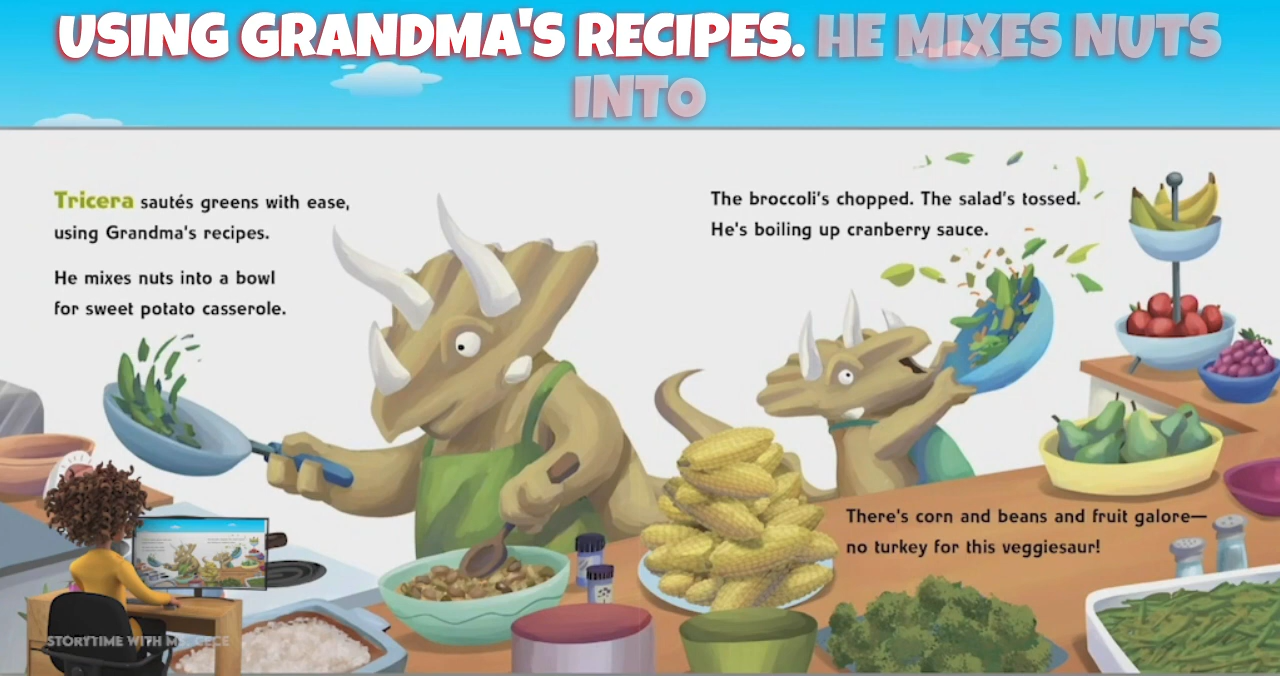 USING GRANDMA'S RECIPES. HE MIXES NUTS
INTO
Tricera sautés greens with ease,
using Grandma's recipes.
He mixes nuts into a bowl
for sweet potato casserole.
The broccoli's chopped. The salad's tossed.
He's boiling up cranberry sauce.
There's corn and beans and fruit galore—
no turkey for this veggiesaur!
STORYTIME WITH